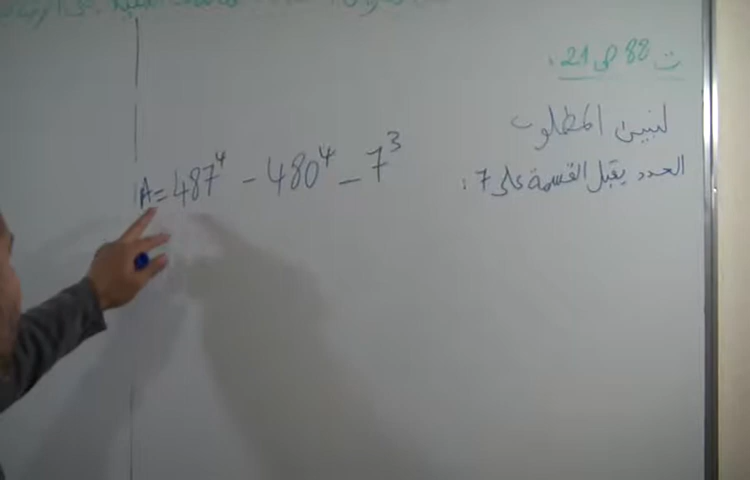 ت 88 ص 21 :
لنبين المطلوب
العدد يقبل القسمة على 7 :
A = 487⁴ - 480⁴ - 7³